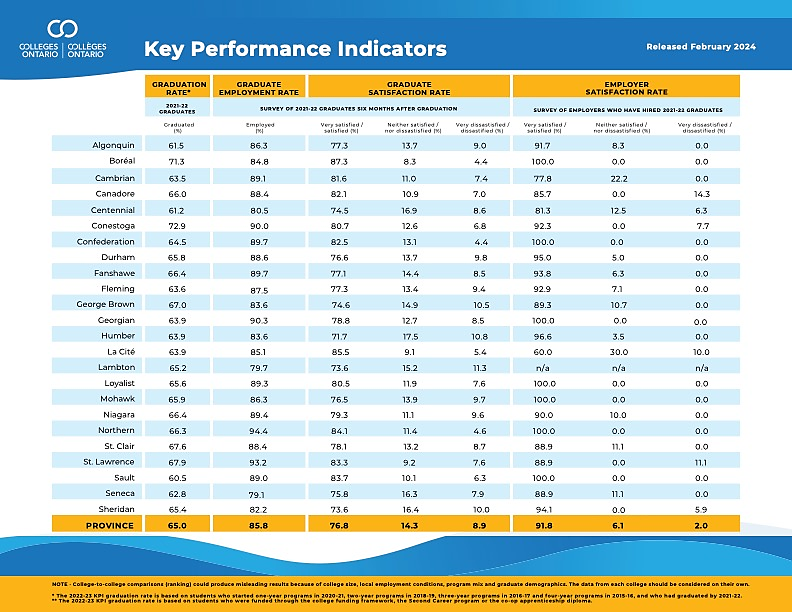 COLLEGES ONTARIO | COLLÈGES ONTARIO
Key Performance Indicators
Released February 2024
GRADUATION RATE* GRADUATE EMPLOYMENT RATE GRADUATE SATISFACTION RATE EMPLOYER SATISFACTION RATE
2021-22 GRADUATES SURVEY OF 2021-22 GRADUATES SIX MONTHS AFTER GRADUATION SURVEY OF EMPLOYERS WHO HAVE HIRED 2021-22 GRADUATES
Graduated (%) Employed (%) Very satisfied / satisfied (%) Neither satisfied / nor dissatisfied (%) Very dissatisfied / dissastified (%) Very satisfied / satisfied (%) Neither satisfied / nor dissatisfied (%) Very dissatisfied / dissastified (%)
Algonquin 61.5 86.3 77.3 13.7 9.0 91.7 8.3 0.0
Boréal 71.3 84.8 87.3 8.3 4.4 100.0 0.0 0.0
Cambrian 63.5 89.1 81.6 11.0 7.4 77.8 22.2 0.0
Canadore 66.0 88.4 82.1 10.9 7.0 85.7 0.0 14.3
Centennial 61.2 80.5 74.5 16.9 8.6 81.3 12.5 6.3
Conestoga 72.9 90.0 80.7 12.6 6.8 92.3 0.0 7.7
Confederation 64.5 89.7 82.5 13.1 4.4 100.0 0.0 0.0
Durham 65.8 88.6 76.6 13.7 9.8 95.0 5.0 0.0
Fanshawe 66.4 89.7 77.1 14.4 8.5 93.8 6.3 0.0
Fleming 63.6 87.5 77.3 13.4 9.4 92.9 7.1 0.0
George Brown 67.0 83.6 74.6 14.9 10.5 89.3 10.7 0.0
Georgian 63.9 90.3 78.8 12.7 8.5 100.0 0.0 0.0
Humber 63.9 83.6 71.7 17.5 10.8 96.6 3.5 0.0
La Cité 63.9 85.1 85.5 9.1 5.4 60.0 30.0 10.0
Lambton 65.2 79.7 73.6 15.2 11.3 n/a n/a n/a
Loyalist 65.6 89.3 80.5 11.9 7.6 100.0 0.0 0.0
Mohawk 65.9 86.3 76.5 13.9 9.7 100.0 0.0 0.0
Niagara 66.4 89.4 79.3 11.1 9.6 90.0 10.0 0.0
Northern 66.3 94.4 84.1 11.4 4.6 100.0 0.0 0.0
St. Clair 67.6 88.4 78.1 13.2 8.7 88.9 11.1 0.0
St. Lawrence 67.9 93.2 83.3 9.2 7.6 88.9 0.0 11.1
Sault 60.5 89.0 83.7 10.1 6.3 100.0 0.0 0.0
Seneca 62.8 79.1 75.8 16.3 7.9 88.9 11.1 0.0
Sheridan 65.4 82.2 73.6 16.4 10.0 94.1 0.0 5.9
PROVINCE 65.0 85.8 76.8 14.3 8.9 91.8 6.1 2.0
NOTE - College-to-college comparisons (ranking) could produce misleading results because of college size, local employment conditions, program mix and graduate demographics. The data from each college should be considered on their own.
* The 2022-23 KPI graduation rate is based on students who started one-year programs in 2020-21, two-year programs in 2018-19, three-year programs in 2016-17 and four-year programs in 2015-16, and who had graduated by 2021-22.
** The 2022-23 KPI graduation rate is based on students who were funded through the college funding framework, the Second Career program or the co-op apprenticeship diploma.